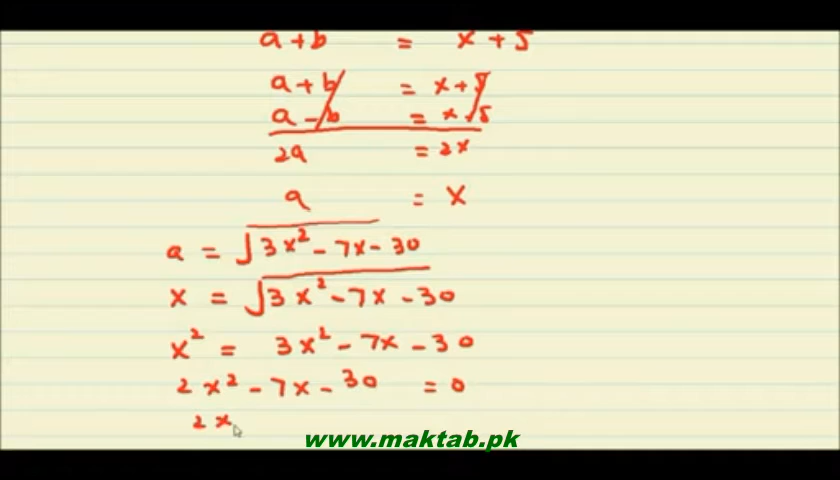 a + b = x + 5
a + b = x + 5
a - b = x - 5
2a = 2x
a = x
a = √3x² - 7x - 30
x = √3x² - 7x - 30
x² = 3x² - 7x - 30
2x² - 7x - 30 = 0
2x
www.maktab.pk